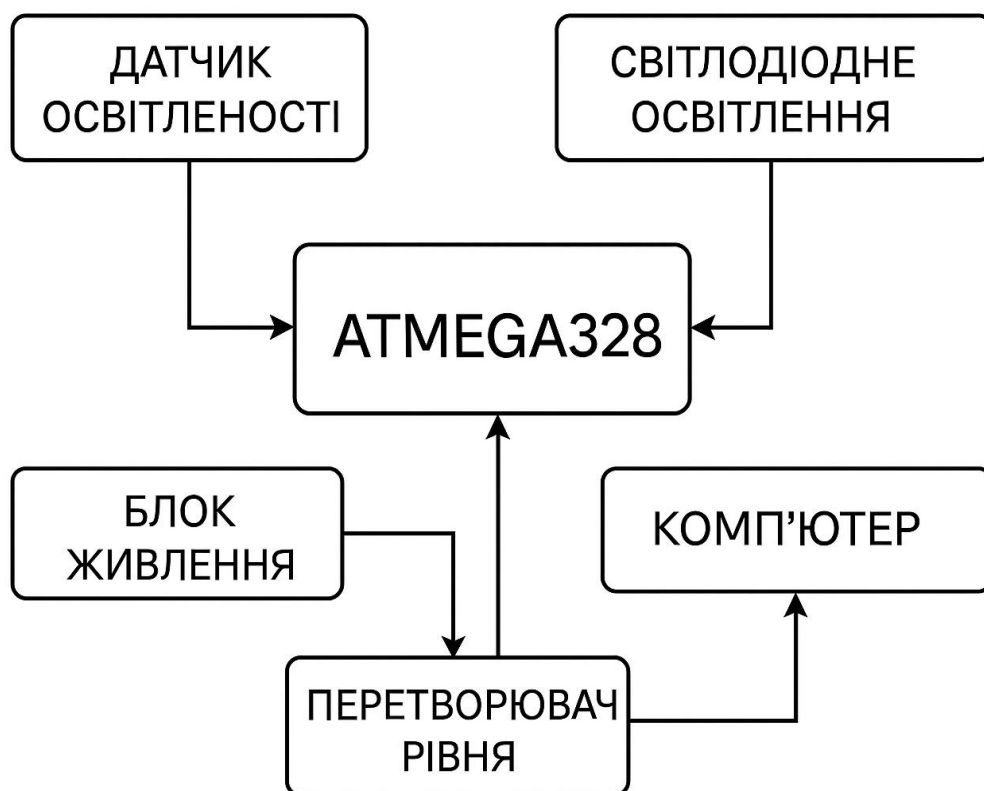 ДАТЧИК
ОСВІТЛЕНОСТІ
СВІТЛОДІОДНЕ
ОСВІТЛЕННЯ
ATMEGA328
БЛОК
ЖИВЛЕННЯ
КОМП’ЮТЕР
ПЕРЕТВОРЮВАЧ
РІВНЯ